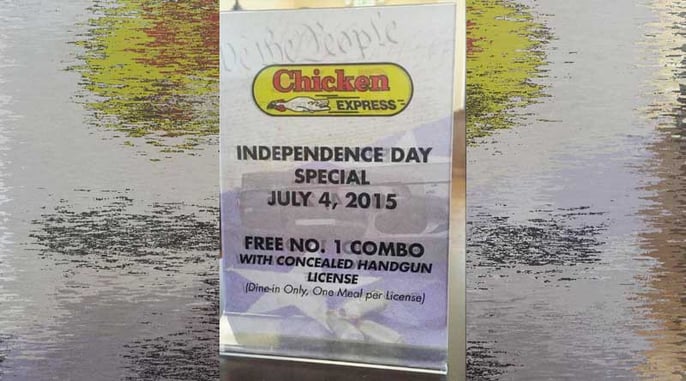 We the People
Chicken
EXPRESS
INDEPENDENCE DAY
SPECIAL
JULY 4, 2015
FREE NO. 1 COMBO
WITH CONCEALED HANDGUN
LICENSE
(Dine-in Only, One Meal per License)